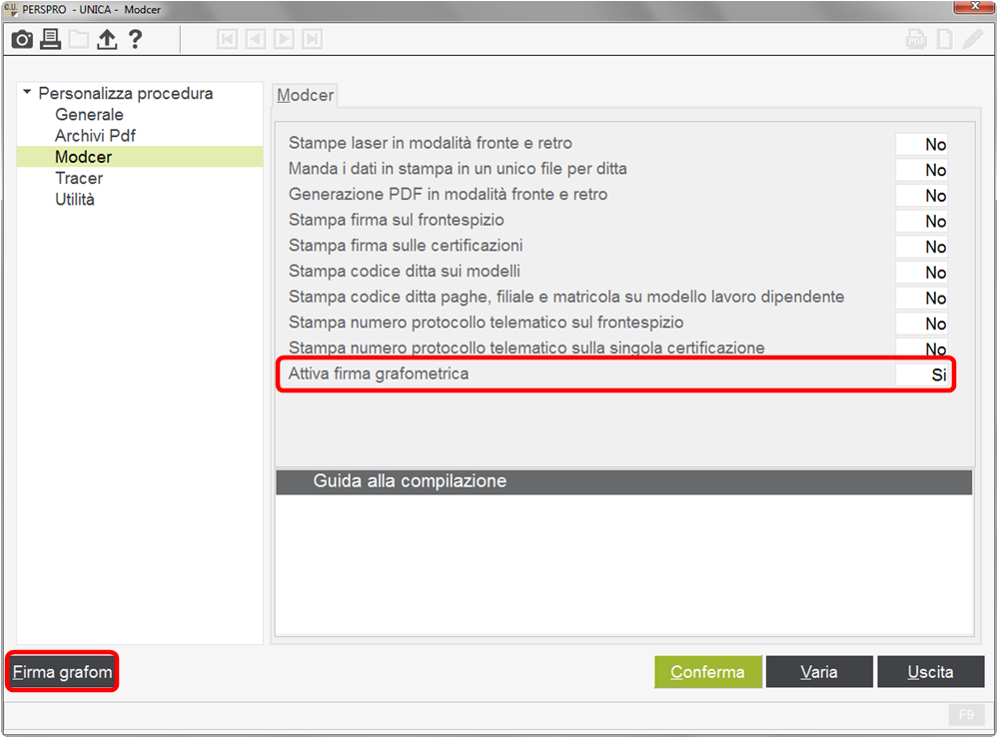 C.U. PERSPRO - UNICA - Modcer
?
Personalizza procedura
Generale
Archivi Pdf
Modcer
Tracer
Utilità
Modcer
Stampe laser in modalità fronte e retro No
Manda i dati in stampa in un unico file per ditta No
Generazione PDF in modalità fronte e retro No
Stampa firma sul frontespizio No
Stampa firma sulle certificazioni No
Stampa codice ditta sui modelli No
Stampa codice ditta paghe, filiale e matricola su modello lavoro dipendente No
Stampa numero protocollo telematico sul frontespizio No
Stampa numero protocollo telematico sulla singola certificazione No
Attiva firma grafometrica Si
Guida alla compilazione
Firma grafom Conferma Varia Uscita
F9